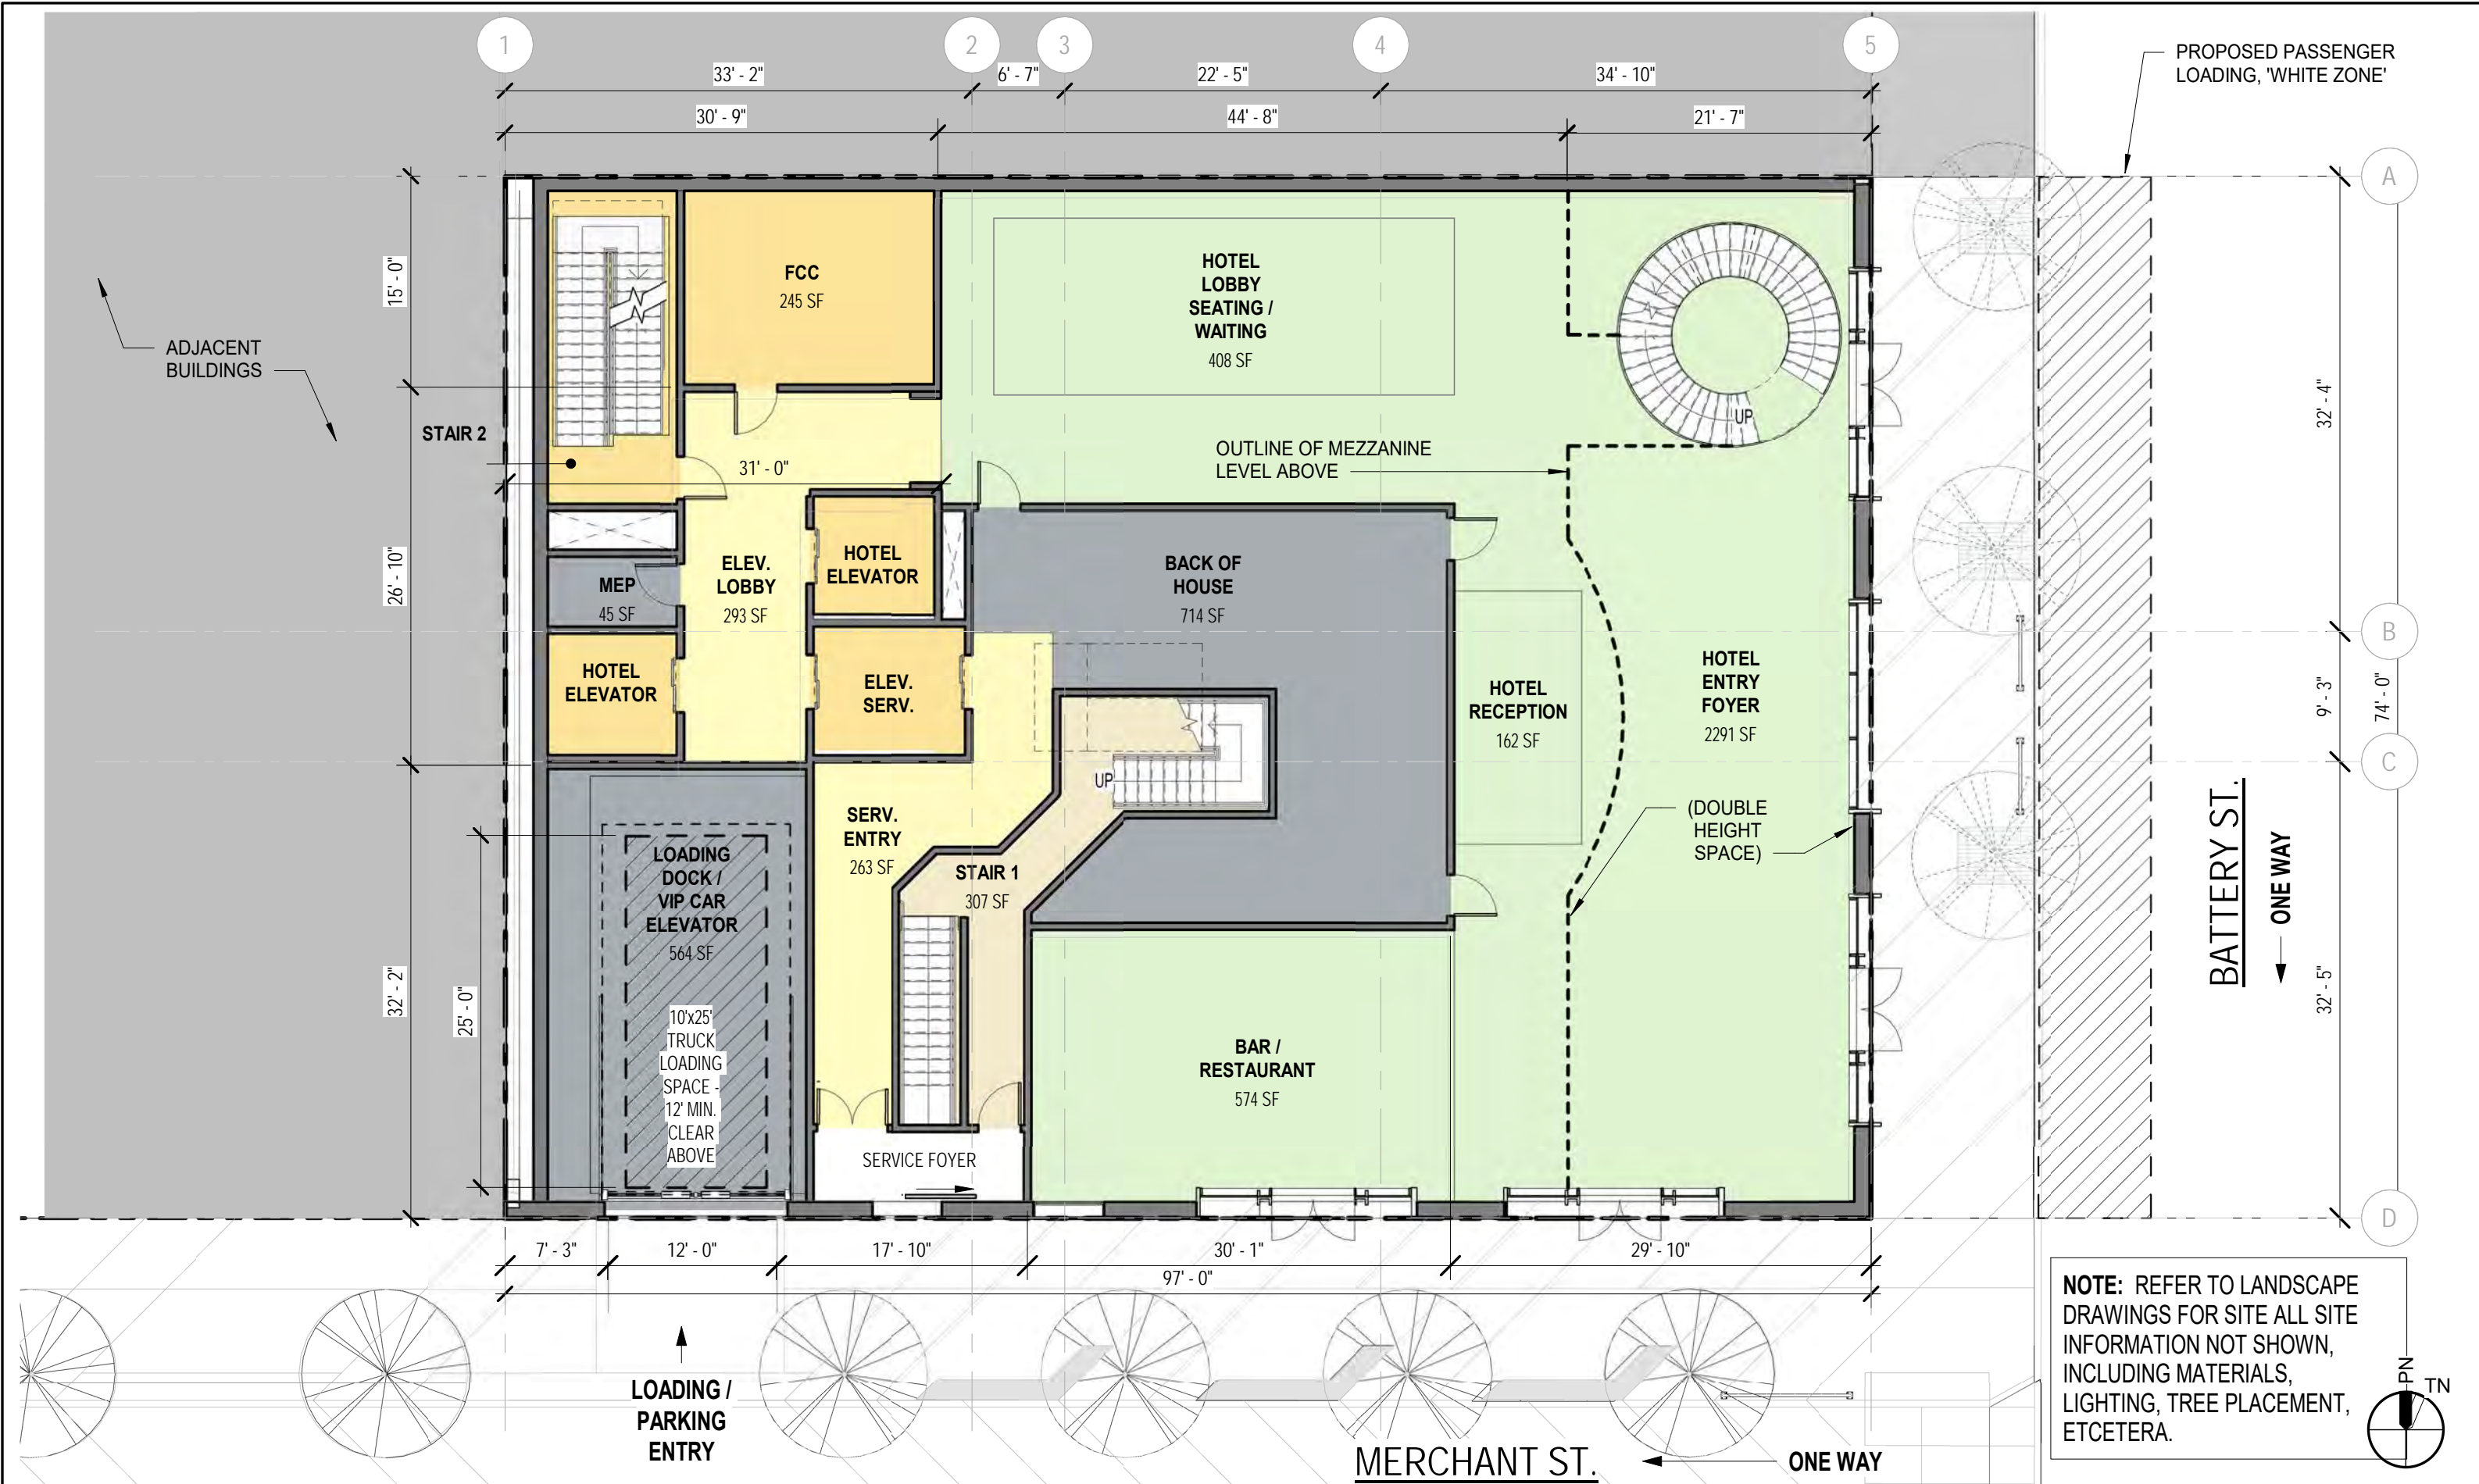 1
2
3
4
5
33' - 2"
6' - 7"
22' - 5"
34' - 10"
30' - 9"
44' - 8"
21' - 7"
PROPOSED PASSENGER
LOADING, 'WHITE ZONE'
A
B
C
D
15' - 0"
26' - 10"
32' - 2"
25' - 0"
32' - 4"
9' - 3"
74' - 0"
32' - 5"
ADJACENT
BUILDINGS
STAIR 2
FCC
245 SF
HOTEL
LOBBY
SEATING /
WAITING
408 SF
UP
OUTLINE OF MEZZANINE
LEVEL ABOVE
31' - 0"
MEP
45 SF
ELEV.
LOBBY
293 SF
HOTEL
ELEVATOR
HOTEL
ELEVATOR
ELEV.
SERV.
BACK OF
HOUSE
714 SF
HOTEL
RECEPTION
162 SF
HOTEL
ENTRY
FOYER
2291 SF
(DOUBLE
HEIGHT
SPACE)
UP
SERV.
ENTRY
263 SF
STAIR 1
307 SF
LOADING
DOCK /
VIP CAR
ELEVATOR
564 SF
10'x25'
TRUCK
LOADING
SPACE -
12' MIN.
CLEAR
ABOVE
SERVICE FOYER
BAR /
RESTAURANT
574 SF
BATTERY ST.
ONE WAY
7' - 3"
12' - 0"
17' - 10"
30' - 1"
29' - 10"
97' - 0"
LOADING /
PARKING
ENTRY
MERCHANT ST.
ONE WAY
NOTE: REFER TO LANDSCAPE
DRAWINGS FOR SITE ALL SITE
INFORMATION NOT SHOWN,
INCLUDING MATERIALS,
LIGHTING, TREE PLACEMENT,
ETCETERA.
PN
TN